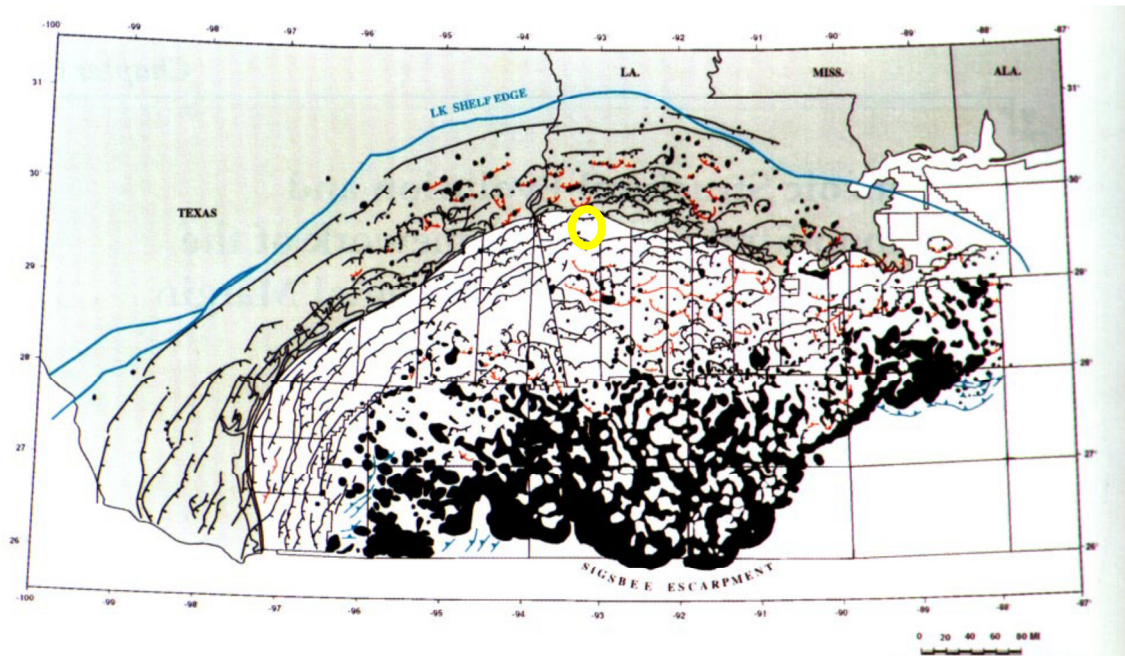 -100 -99 -98 -97 -96 -95 -94 -93 -92 -91 -90 -89 -88 -87°
LA. MISS. ALA.
31 31°
LK SHELF EDGE
30 30°
TEXAS
29 29°
28 28°
27 27°
26 26°
SIGSBEE ESCARPMENT
-100 -99 -98 -97 -96 -95 -94 -93 -92 -91 -90 -89 -88 -87°
0 20 40 60 80 MI